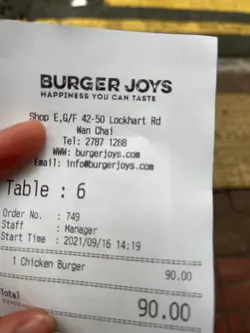 BURGER JOYS
HAPPINESS YOU CAN TASTE
Shop E,G/F 42-50 Lockhart Rd
Wan Chai
Tel: 2787 1288
WWW: burgerjoys.com
Email: info@burgerjoys.com
Table : 6
Order No. : 749
Staff : Manager
Start Time : 2021/09/16 14:19
1 Chicken Burger 90.00
Total 90.00